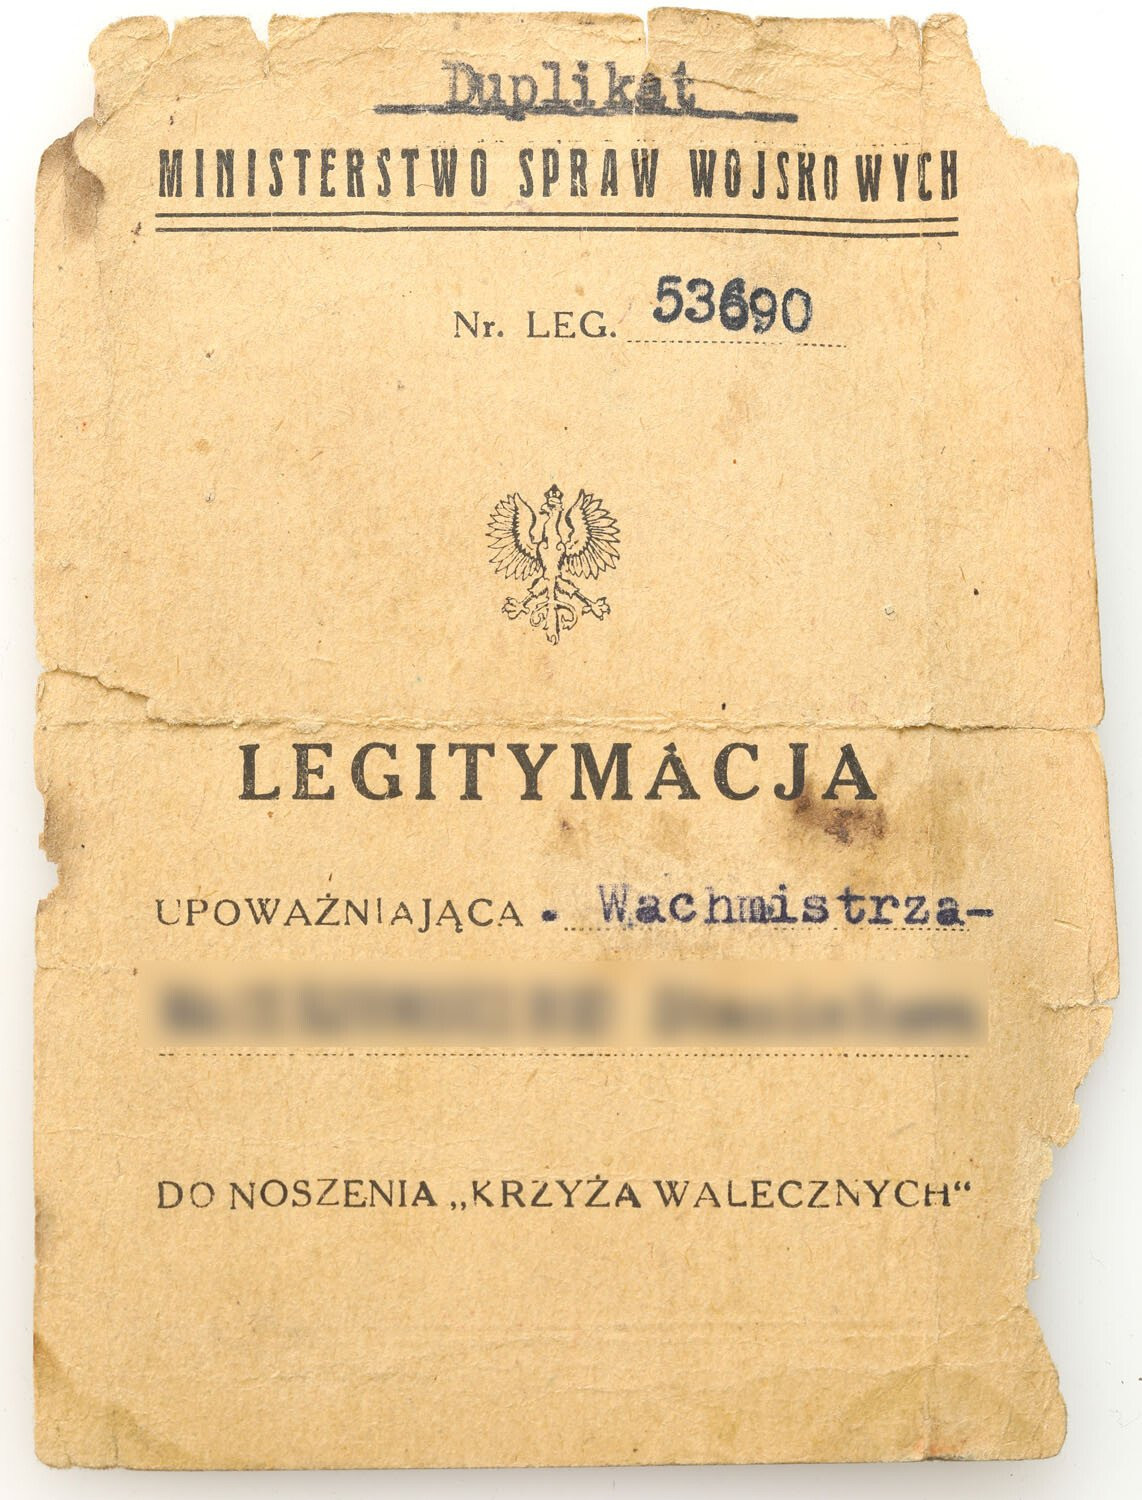 Duplikat
MINISTERSTWO SPRAW WOJSKOWYCH
Nr. LEG. 53690
LEGITYMACJA
UPOWAŻNIAJĄCA . Wachmistrza-
DO NOSZENIA „KRZYŻA WALECZNYCH“